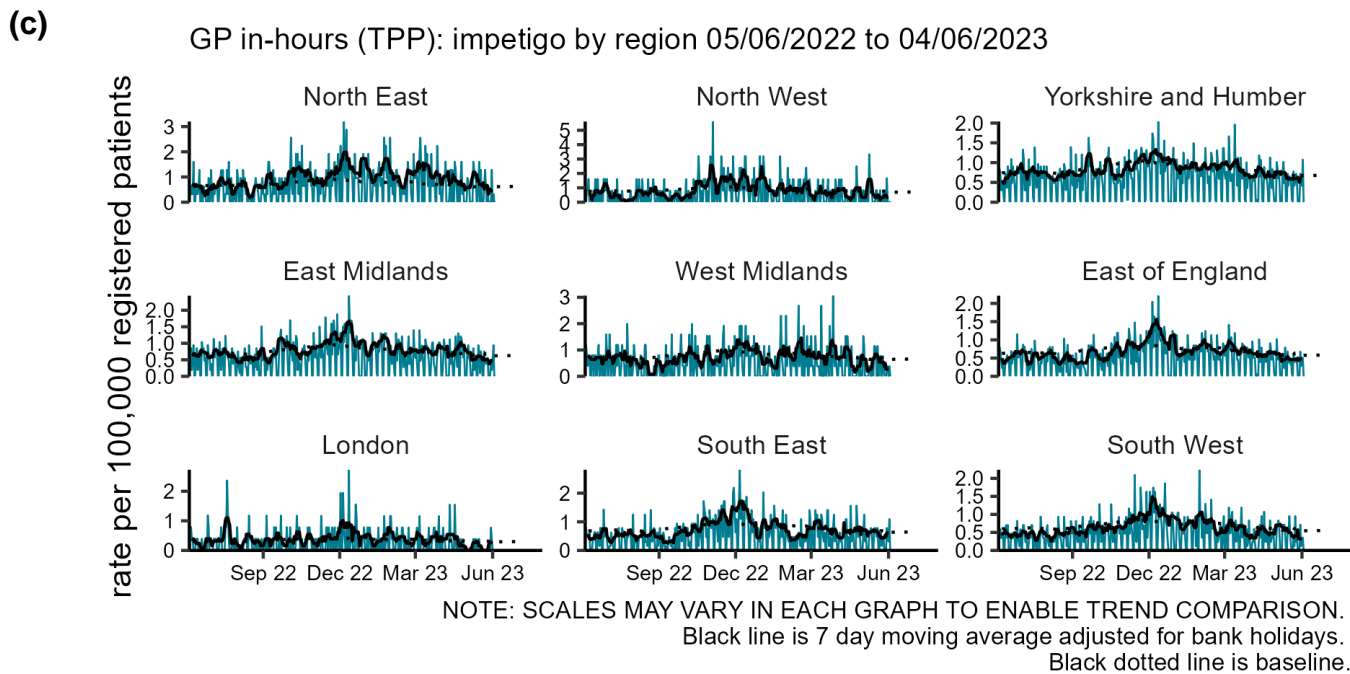 (c)
GP in-hours (TPP): impetigo by region 05/06/2022 to 04/06/2023
rate per 100,000 registered patients
North East
3
2
1
0
North West
5
4
3
2
1
0
Yorkshire and Humber
2.0
1.5
1.0
0.5
0.0
East Midlands
2.0
1.5
1.0
0.5
0.0
West Midlands
3
2
1
0
East of England
2.0
1.5
1.0
0.5
0.0
London
2
1
0
Sep 22 Dec 22 Mar 23 Jun 23
South East
2
1
0
Sep 22 Dec 22 Mar 23 Jun 23
South West
2.0
1.5
1.0
0.5
0.0
Sep 22 Dec 22 Mar 23 Jun 23
NOTE: SCALES MAY VARY IN EACH GRAPH TO ENABLE TREND COMPARISON.
Black line is 7 day moving average adjusted for bank holidays.
Black dotted line is baseline.